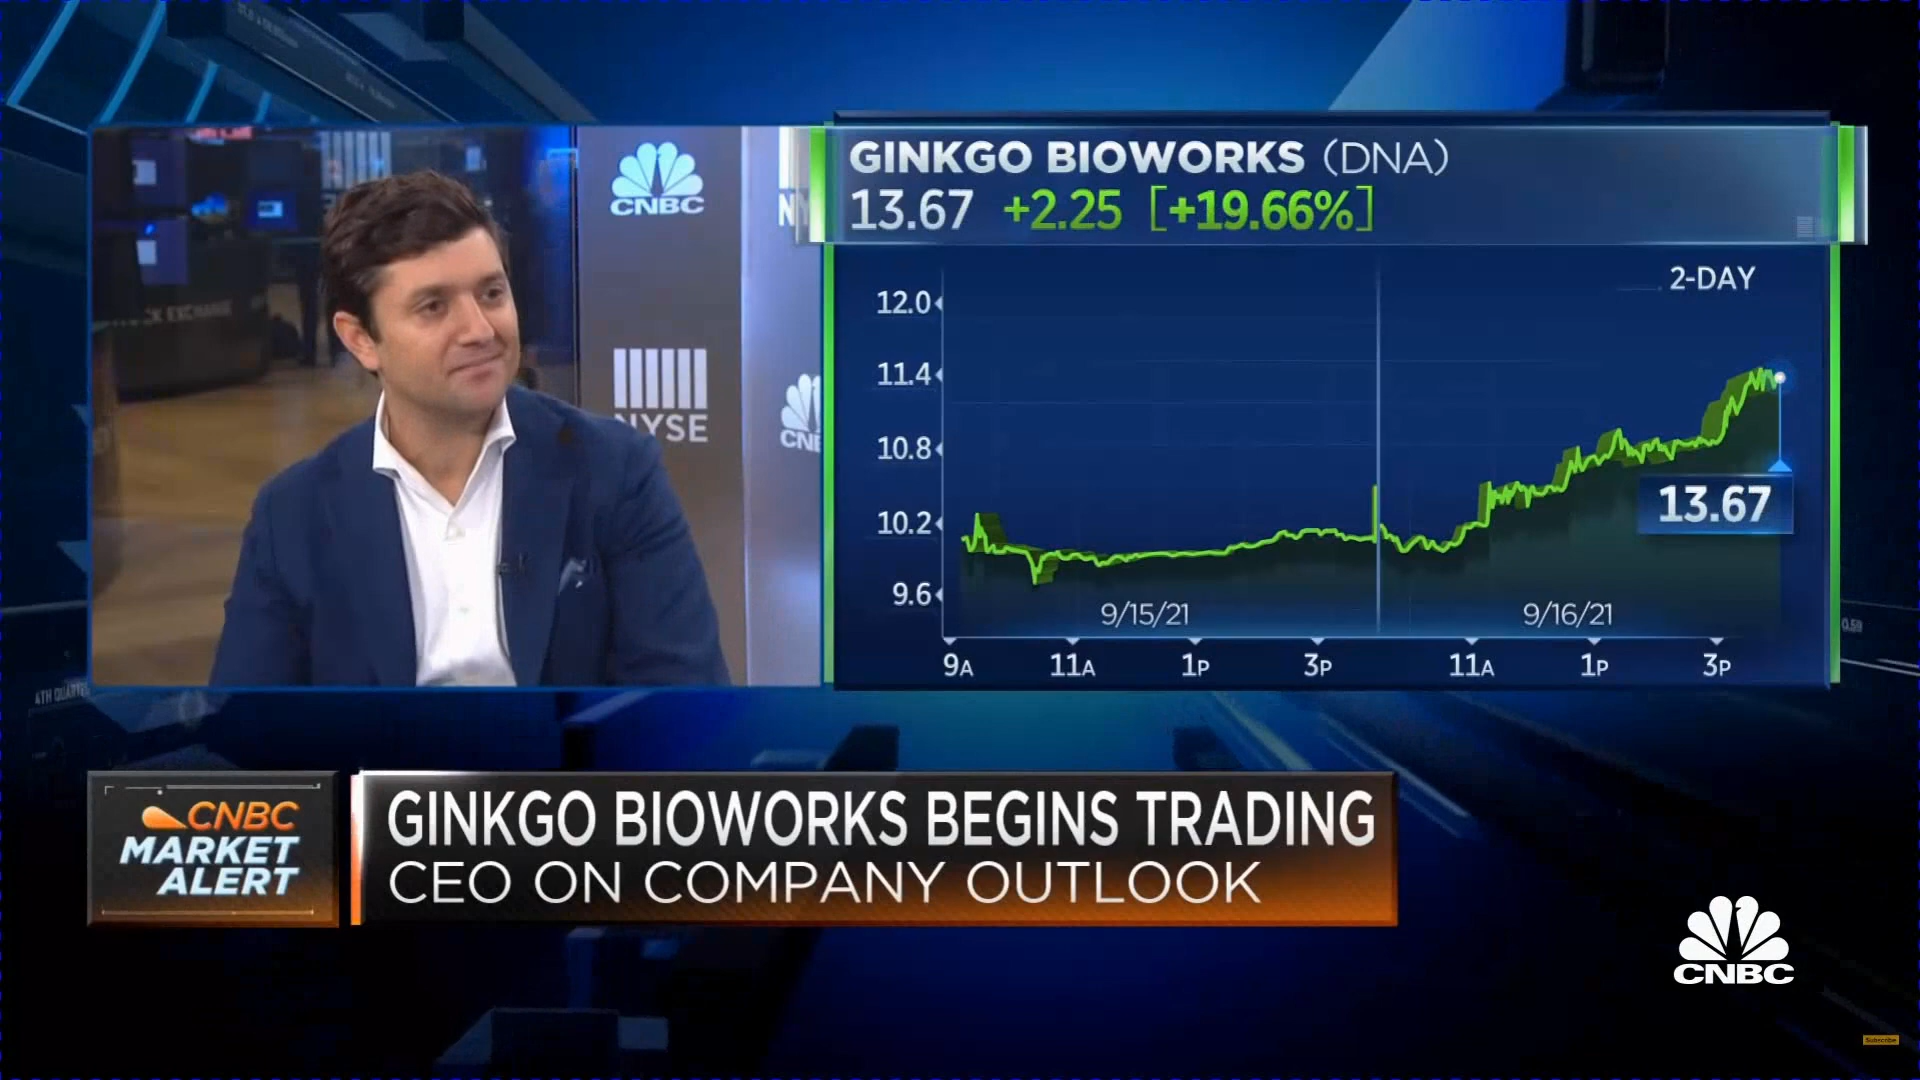 CNBC
NYSE
CNBC
GINKGO BIOWORKS (DNA)
13.67 +2.25 [+19.66%]
2-DAY
12.0
11.4
10.8
10.2
9.6
13.67
9/15/21 9/16/21
9A 11A 1P 3P 11A 1P 3P
CNBC
MARKET
ALERT
GINKGO BIOWORKS BEGINS TRADING
CEO ON COMPANY OUTLOOK
CNBC
Subscribe